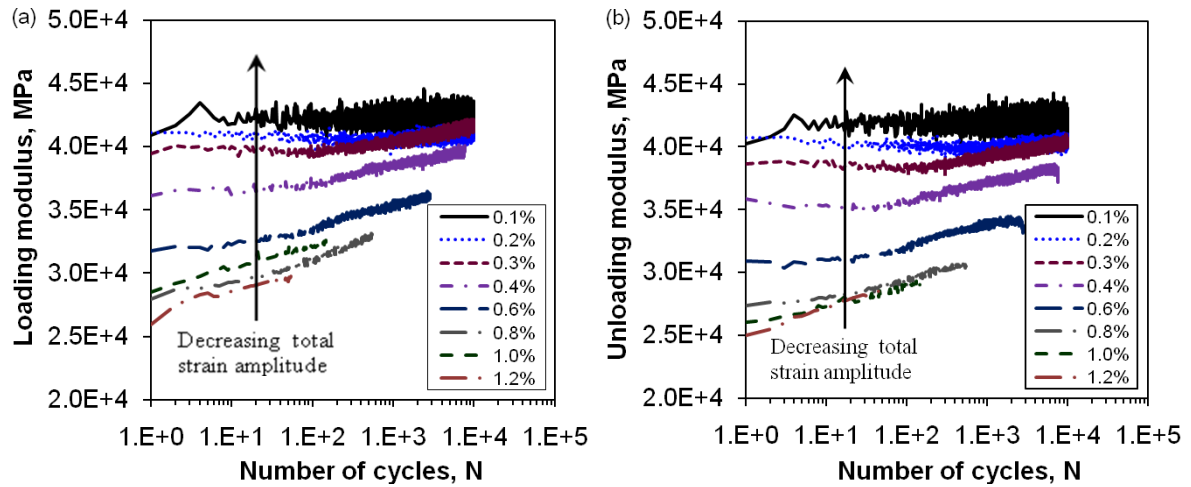 (a)
Loading modulus, MPa
5.0E+4
4.5E+4
4.0E+4
3.5E+4
3.0E+4
2.5E+4
2.0E+4
Decreasing total
strain amplitude
0.1%
0.2%
0.3%
0.4%
0.6%
0.8%
1.0%
1.2%
1.E+0 1.E+1 1.E+2 1.E+3 1.E+4 1.E+5
Number of cycles, N
(b)
Unloading modulus, MPa
5.0E+4
4.5E+4
4.0E+4
3.5E+4
3.0E+4
2.5E+4
2.0E+4
Decreasing total
strain amplitude
0.1%
0.2%
0.3%
0.4%
0.6%
0.8%
1.0%
1.2%
1.E+0 1.E+1 1.E+2 1.E+3 1.E+4 1.E+5
Number of cycles, N